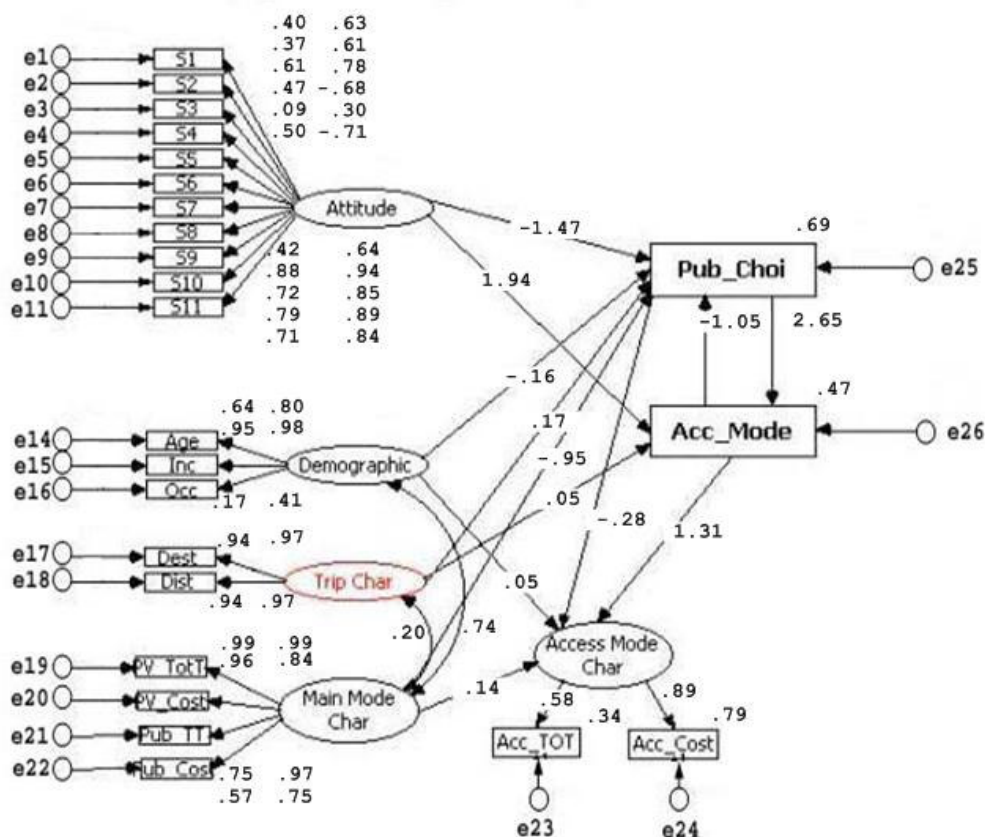 .40 .63
.37 .61
.61 .78
.47 -.68
.09 .30
.50 -.71
e1 S1
e2 S2
e3 S3
e4 S4
e5 S5
e6 S6
e7 S7
e8 S8
e9 S9
e10 S10
e11 S11
Attitude
.42 .64
.88 .94
.72 .85
.79 .89
.71 .84
-1.47
1.94
.69
Pub_Choi
e25
-1.05 2.65
.47
Acc_Mode
e26
-.16
.17
-.95
.05
-.28
1.31
.64 .80
.95 .98
e14 Age
e15 Inc
e16 Occ
Demographic
.17 .41
.94 .97
e17 Dest
e18 Dist
Trip Char
.94 .97
.05
.20
.74
.14
Access Mode
Char
.99 .99
.96 .84
e19 PV_TotT
e20 PV_Cost
e21 Pub_TT
e22 Pub_Cost
Main Mode
Char
.75 .97
.57 .75
.58
.34
.89
.79
Acc_TOT
Acc_Cost
e23
e24